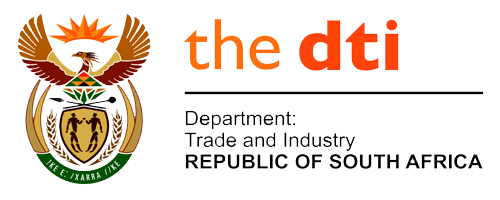 the dti
Department:
Trade and Industry
REPUBLIC OF SOUTH AFRICA
!KE E: /XARRA //KE